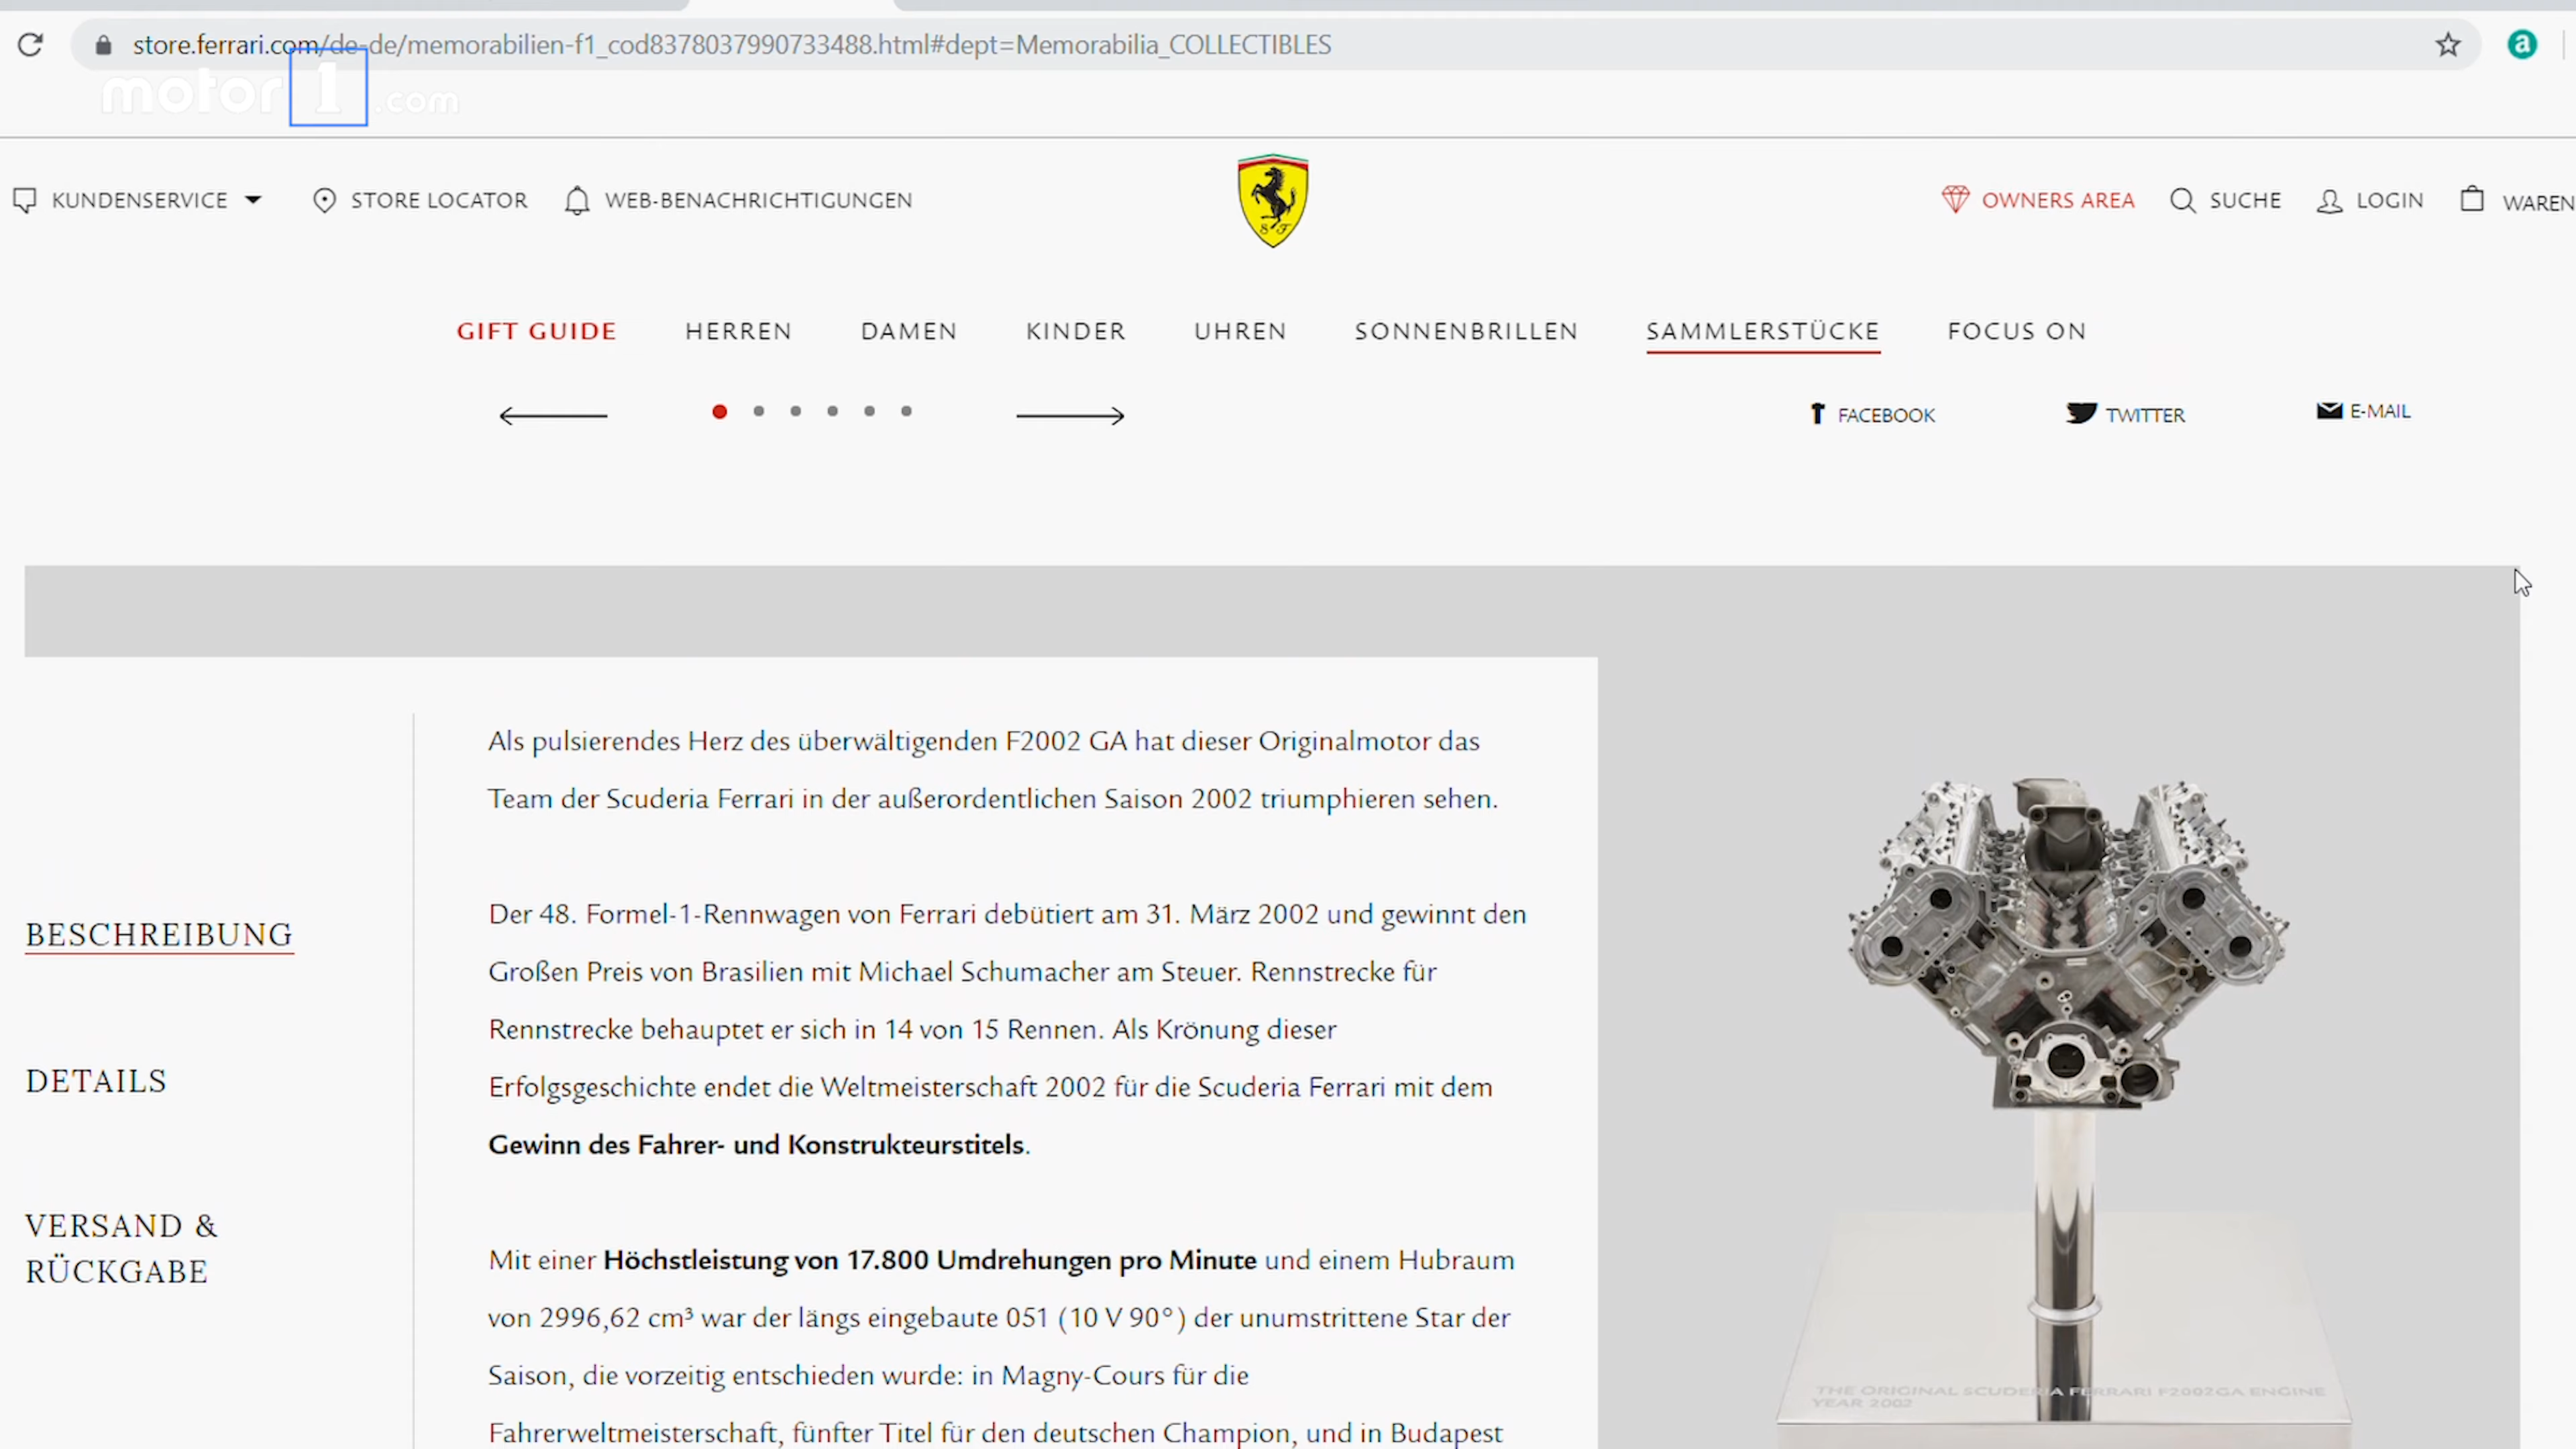 store.ferrari.com/de-de/memorabilien-f1_cod8378037990733488.html#dept=Memorabilia_COLLECTIBLES
a
motor1.com
KUNDENSERVICE
STORE LOCATOR
WEB-BENACHRICHTIGUNGEN
S F
OWNERS AREA
SUCHE
LOGIN
WAREN
GIFT GUIDE
HERREN
DAMEN
KINDER
UHREN
SONNENBRILLEN
SAMMLERSTÜCKE
FOCUS ON
FACEBOOK
TWITTER
E-MAIL
BESCHREIBUNG
DETAILS
VERSAND &
RÜCKGABE
Als pulsierendes Herz des überwältigenden F2002 GA hat dieser Originalmotor das
Team der Scuderia Ferrari in der außerordentlichen Saison 2002 triumphieren sehen.
Der 48. Formel-1-Rennwagen von Ferrari debütiert am 31. März 2002 und gewinnt den
Großen Preis von Brasilien mit Michael Schumacher am Steuer. Rennstrecke für
Rennstrecke behauptet er sich in 14 von 15 Rennen. Als Krönung dieser
Erfolgsgeschichte endet die Weltmeisterschaft 2002 für die Scuderia Ferrari mit dem
Gewinn des Fahrer- und Konstrukteurstitels.
Mit einer Höchstleistung von 17.800 Umdrehungen pro Minute und einem Hubraum
von 2996,62 cm³ war der längs eingebaute 051 (10 V 90°) der unumstrittene Star der
Saison, die vorzeitig entschieden wurde: in Magny-Cours für die
Fahrerweltmeisterschaft, fünfter Titel für den deutschen Champion, und in Budapest
THE ORIGINAL SCUDERIA FERRARI F2002GA ENGINE
YEAR 2002